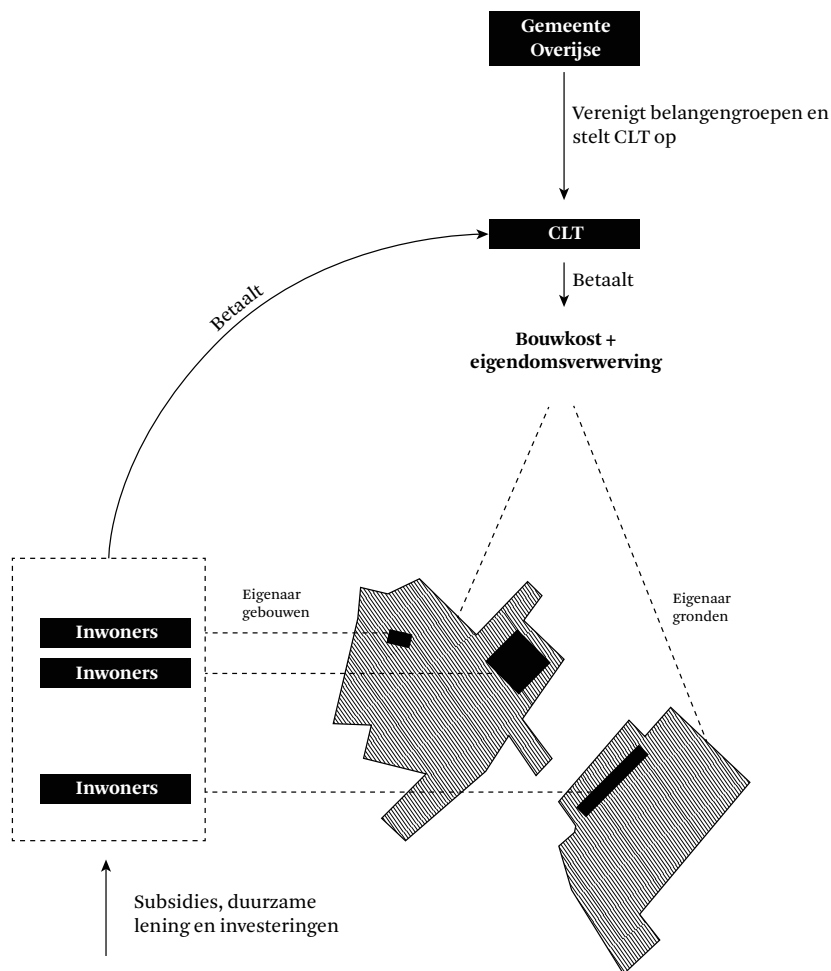 Gemeente
Overijse
Verenigt belangengroepen en
stelt CLT op
CLT
Betaalt
Betaalt
Bouwkost +
eigendomsverwerving
Eigenaar
gebouwen
Eigenaar
gronden
Inwoners
Inwoners
Inwoners
Subsidies, duurzame
lening en investeringen